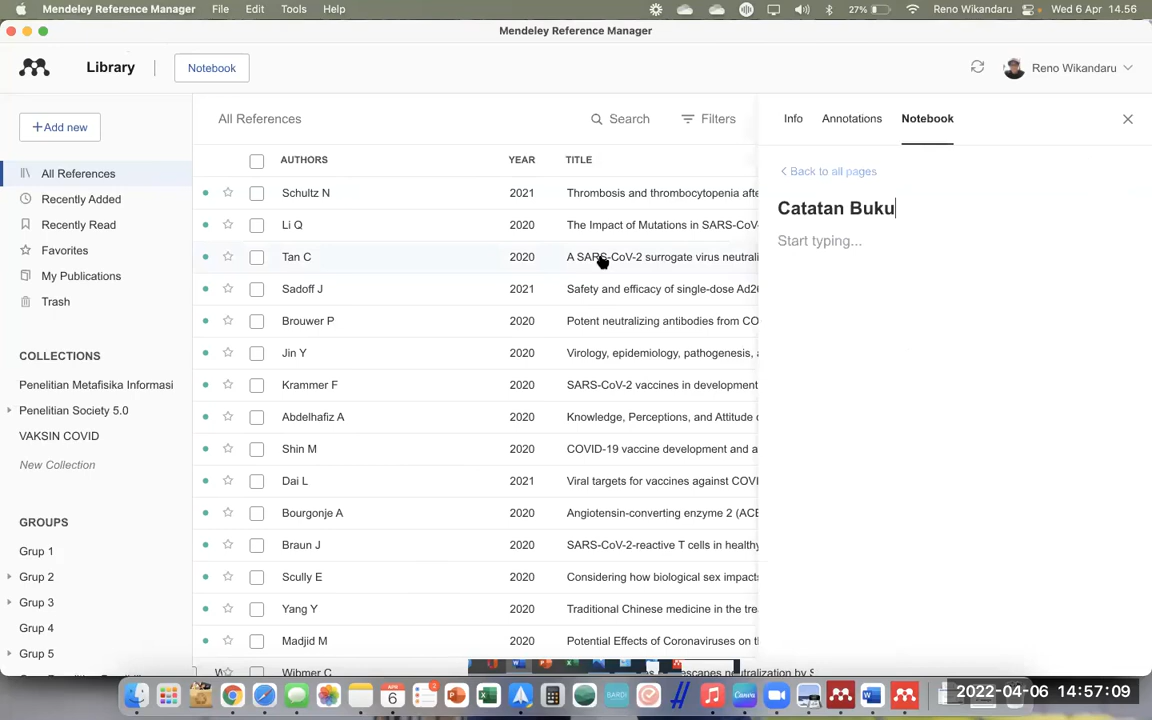 Mendeley Reference Manager File Edit Tools Help 27% Reno Wikandaru Wed 6 Apr 14.56
Mendeley Reference Manager
Library Notebook Reno Wikandaru
+Add new
All References
Recently Added
Recently Read
Favorites
My Publications
Trash
COLLECTIONS
Penelitian Metafisika Informasi
Penelitian Society 5.0
VAKSIN COVID
New Collection
GROUPS
Grup 1
Grup 2
Grup 3
Grup 4
Grup 5
All References Search Filters
AUTHORS YEAR TITLE
Schultz N 2021 Thrombosis and thrombocytopenia afte
Li Q 2020 The Impact of Mutations in SARS-CoV-
Tan C 2020 A SARS-CoV-2 surrogate virus neutrali
Sadoff J 2021 Safety and efficacy of single-dose Ad26
Brouwer P 2020 Potent neutralizing antibodies from CO
Jin Y 2020 Virology, epidemiology, pathogenesis, a
Krammer F 2020 SARS-CoV-2 vaccines in development
Abdelhafiz A 2020 Knowledge, Perceptions, and Attitude o
Shin M 2020 COVID-19 vaccine development and a
Dai L 2021 Viral targets for vaccines against COVI
Bourgonje A 2020 Angiotensin-converting enzyme 2 (ACE
Braun J 2020 SARS-CoV-2-reactive T cells in healthy
Scully E 2020 Considering how biological sex impacts
Yang Y 2020 Traditional Chinese medicine in the tre
Madjid M 2020 Potential Effects of Coronaviruses on th
Wibmer C escapes neutralization by S
Info Annotations Notebook
Back to all pages
Catatan Buku
Start typing...
2022-04-06 14:57:09